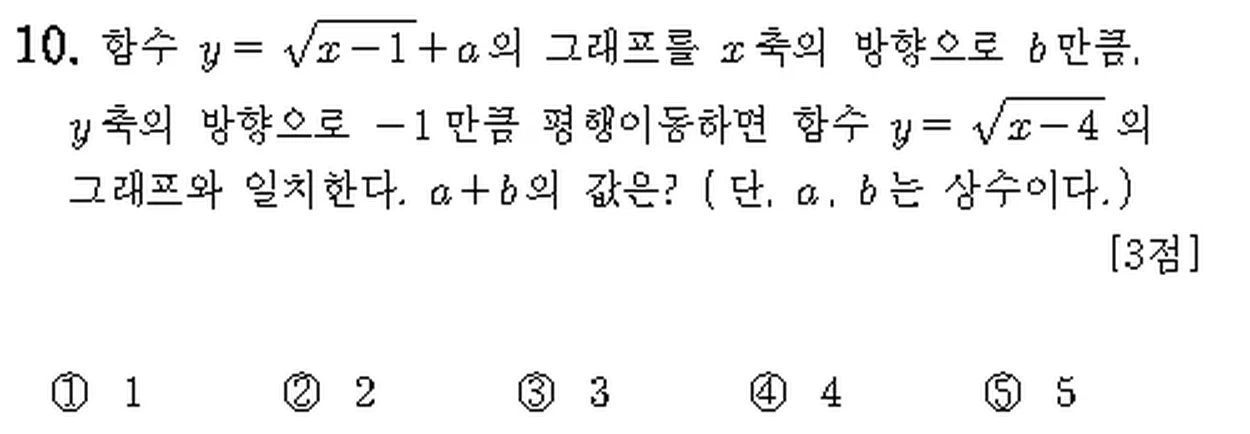 10. 함수 y = √(x−1) + a의 그래프를 x축의 방향으로 b만큼,
y축의 방향으로 −1만큼 평행이동하면 함수 y = √(x−4) 의
그래프와 일치한다. a+b의 값은? ( 단, a, b는 상수이다.)
[3점]
① 1 ② 2 ③ 3 ④ 4 ⑤ 5